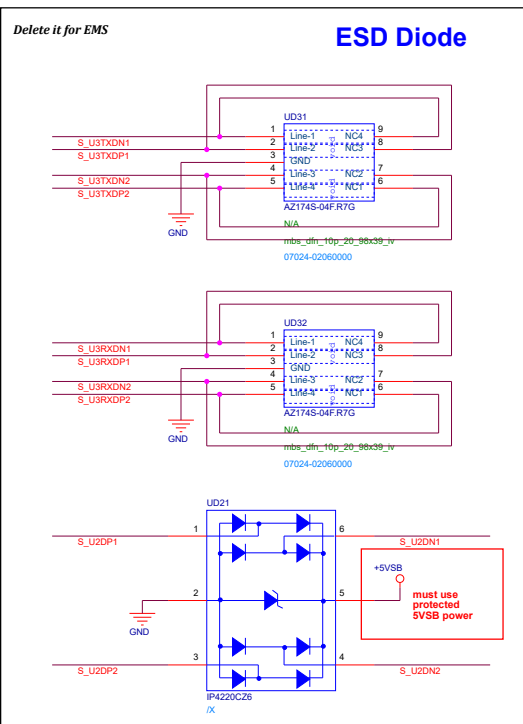 Delete it for EMS
ESD Diode
UD31
1 Line-1 NC4 9
S_U3TXDN1
2 Line-2 NC3 8
S_U3TXDP1
3 GND
4 Line-3 NC2 7
S_U3TXDN2
5 Line-4 NC1 6
S_U3TXDP2
AZ174S-04F.R7G
GND
N/A
mbs_dfn_10p_20_98x39_iv
07024-02060000
UD32
1 Line-1 NC4 9
S_U3RXDN1
2 Line-2 NC3 8
S_U3RXDP1
3 GND
4 Line-3 NC2 7
S_U3RXDN2
5 Line-4 NC1 6
S_U3RXDP2
AZ174S-04F.R7G
GND
N/A
mbs_dfn_10p_20_98x39_iv
07024-02060000
UD21
1 6
S_U2DP1 S_U2DN1
+5VSB
2 5
must use
protected
5VSB power
GND
3 4
S_U2DP2 S_U2DN2
IP4220CZ6
/X